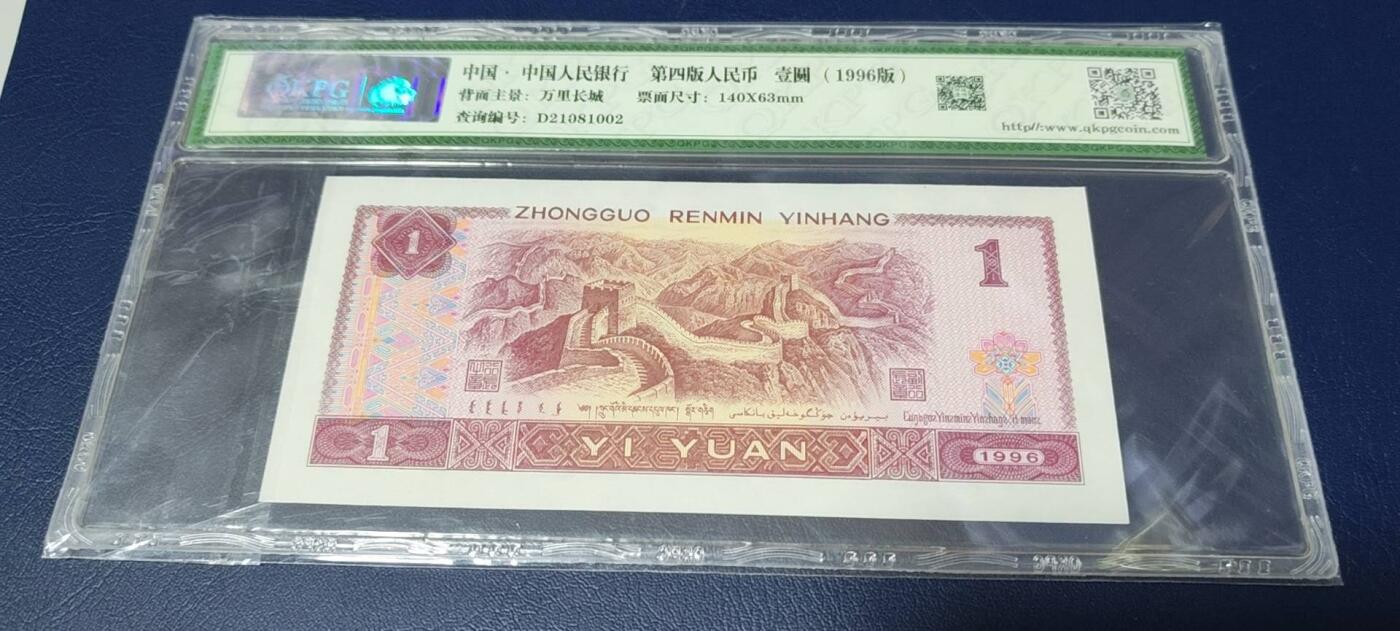 QKPG
中国·中国人民银行 第四版人民币 壹圓（1996版）
背面主景：万里长城 票面尺寸：140X63mm
查询编号：D21081002
http//:www.qkpgcoin.com
ZHONGGUO RENMIN YINHANG
1
1
1
YI YUAN
1996